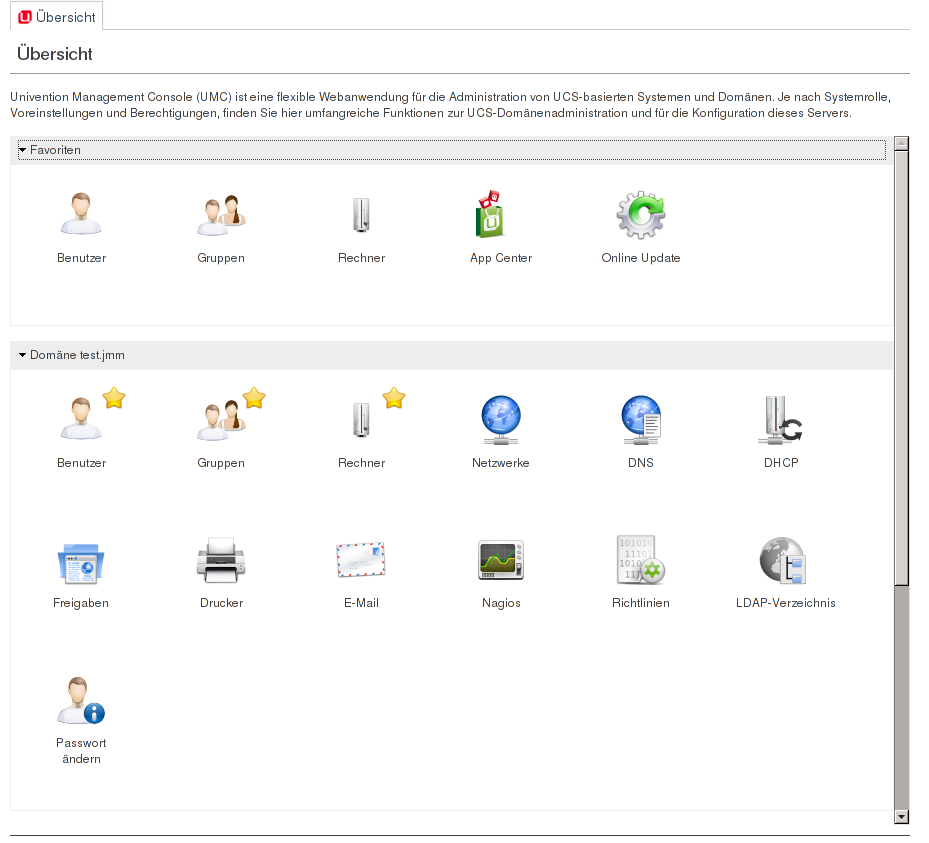 Übersicht
Übersicht
Univention Management Console (UMC) ist eine flexible Webanwendung für die Administration von UCS-basierten Systemen und Domänen. Je nach Systemrolle,
Voreinstellungen und Berechtigungen, finden Sie hier umfangreiche Funktionen zur UCS-Domänenadministration und für die Konfiguration dieses Servers.
Favoriten
Benutzer Gruppen Rechner App Center Online Update
Domäne test.jmm
Benutzer Gruppen Rechner Netzwerke DNS DHCP
Freigaben Drucker E-Mail Nagios Richtlinien LDAP-Verzeichnis
Passwort
ändern